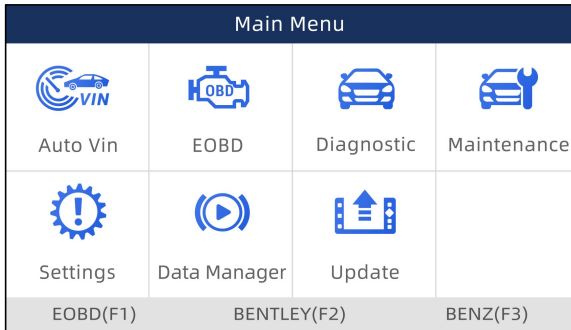 Main Menu
VIN
OBD
Auto Vin
EOBD
Diagnostic
Maintenance
Settings
Data Manager
Update
EOBD(F1)
BENTLEY(F2)
BENZ(F3)